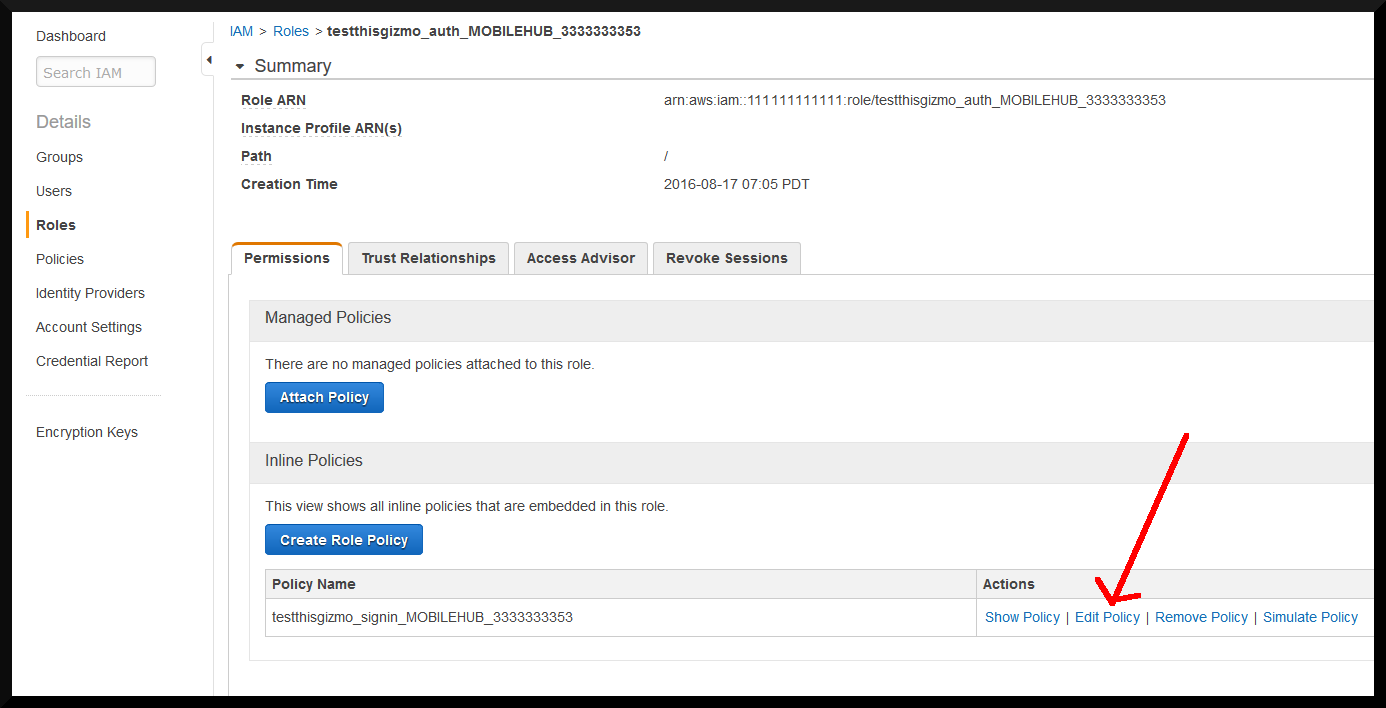 Dashboard
Search IAM
Details
Groups
Users
Roles
Policies
Identity Providers
Account Settings
Credential Report
Encryption Keys
IAM > Roles > testthisgizmo_auth_MOBILEHUB_3333333353
Summary
Role ARN arn:aws:iam::111111111111:role/testthisgizmo_auth_MOBILEHUB_3333333353
Instance Profile ARN(s)
Path /
Creation Time 2016-08-17 07:05 PDT
Permissions Trust Relationships Access Advisor Revoke Sessions
Managed Policies
There are no managed policies attached to this role.
Attach Policy
Inline Policies
This view shows all inline policies that are embedded in this role.
Create Role Policy
Policy Name Actions
testthisgizmo_signin_MOBILEHUB_3333333353 Show Policy | Edit Policy | Remove Policy | Simulate Policy